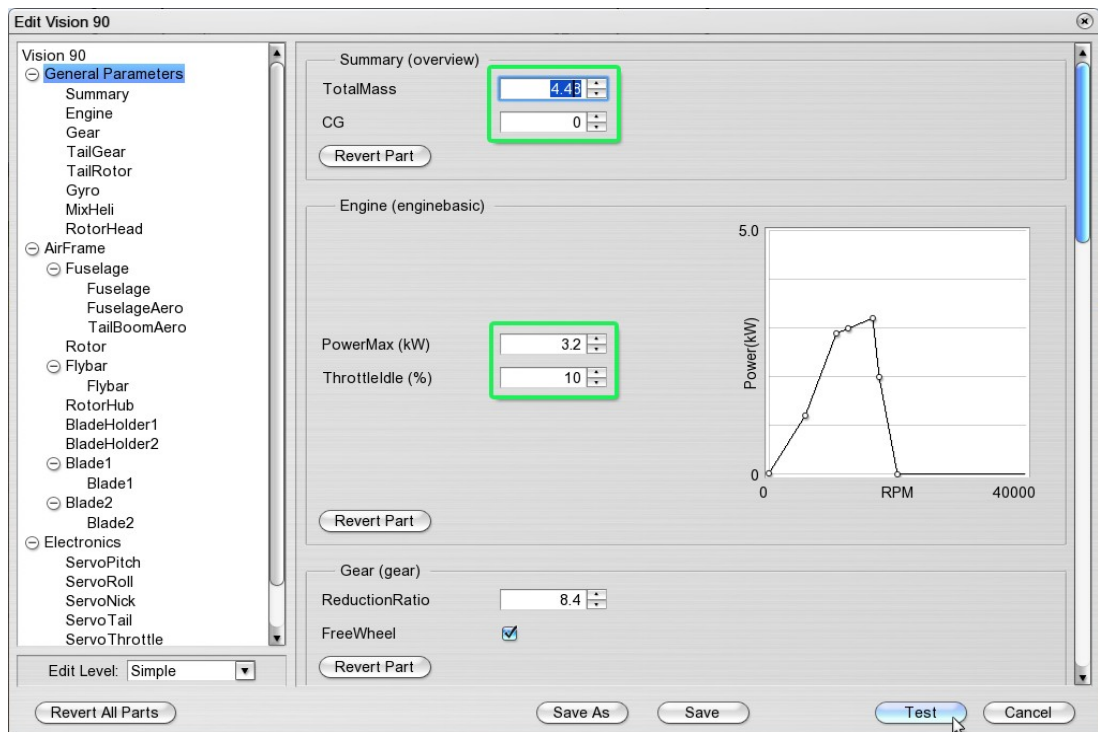 Edit Vision 90
Vision 90
General Parameters
Summary
Engine
Gear
TailGear
TailRotor
Gyro
MixHeli
RotorHead
AirFrame
Fuselage
Fuselage
FuselageAero
TailBoomAero
Rotor
Flybar
Flybar
RotorHub
BladeHolder1
BladeHolder2
Blade1
Blade1
Blade2
Blade2
Electronics
ServoPitch
ServoRoll
ServoNick
ServoTail
ServoThrottle
Edit Level: Simple
Summary (overview)
TotalMass 4.48
CG 0
Revert Part
Engine (enginebasic)
PowerMax (kW) 3.2
ThrottleIdle (%) 10
5.0
Power(kW)
0
0 RPM 40000
Revert Part
Gear (gear)
ReductionRatio 8.4
FreeWheel
Revert Part
Revert All Parts Save As Save Test Cancel